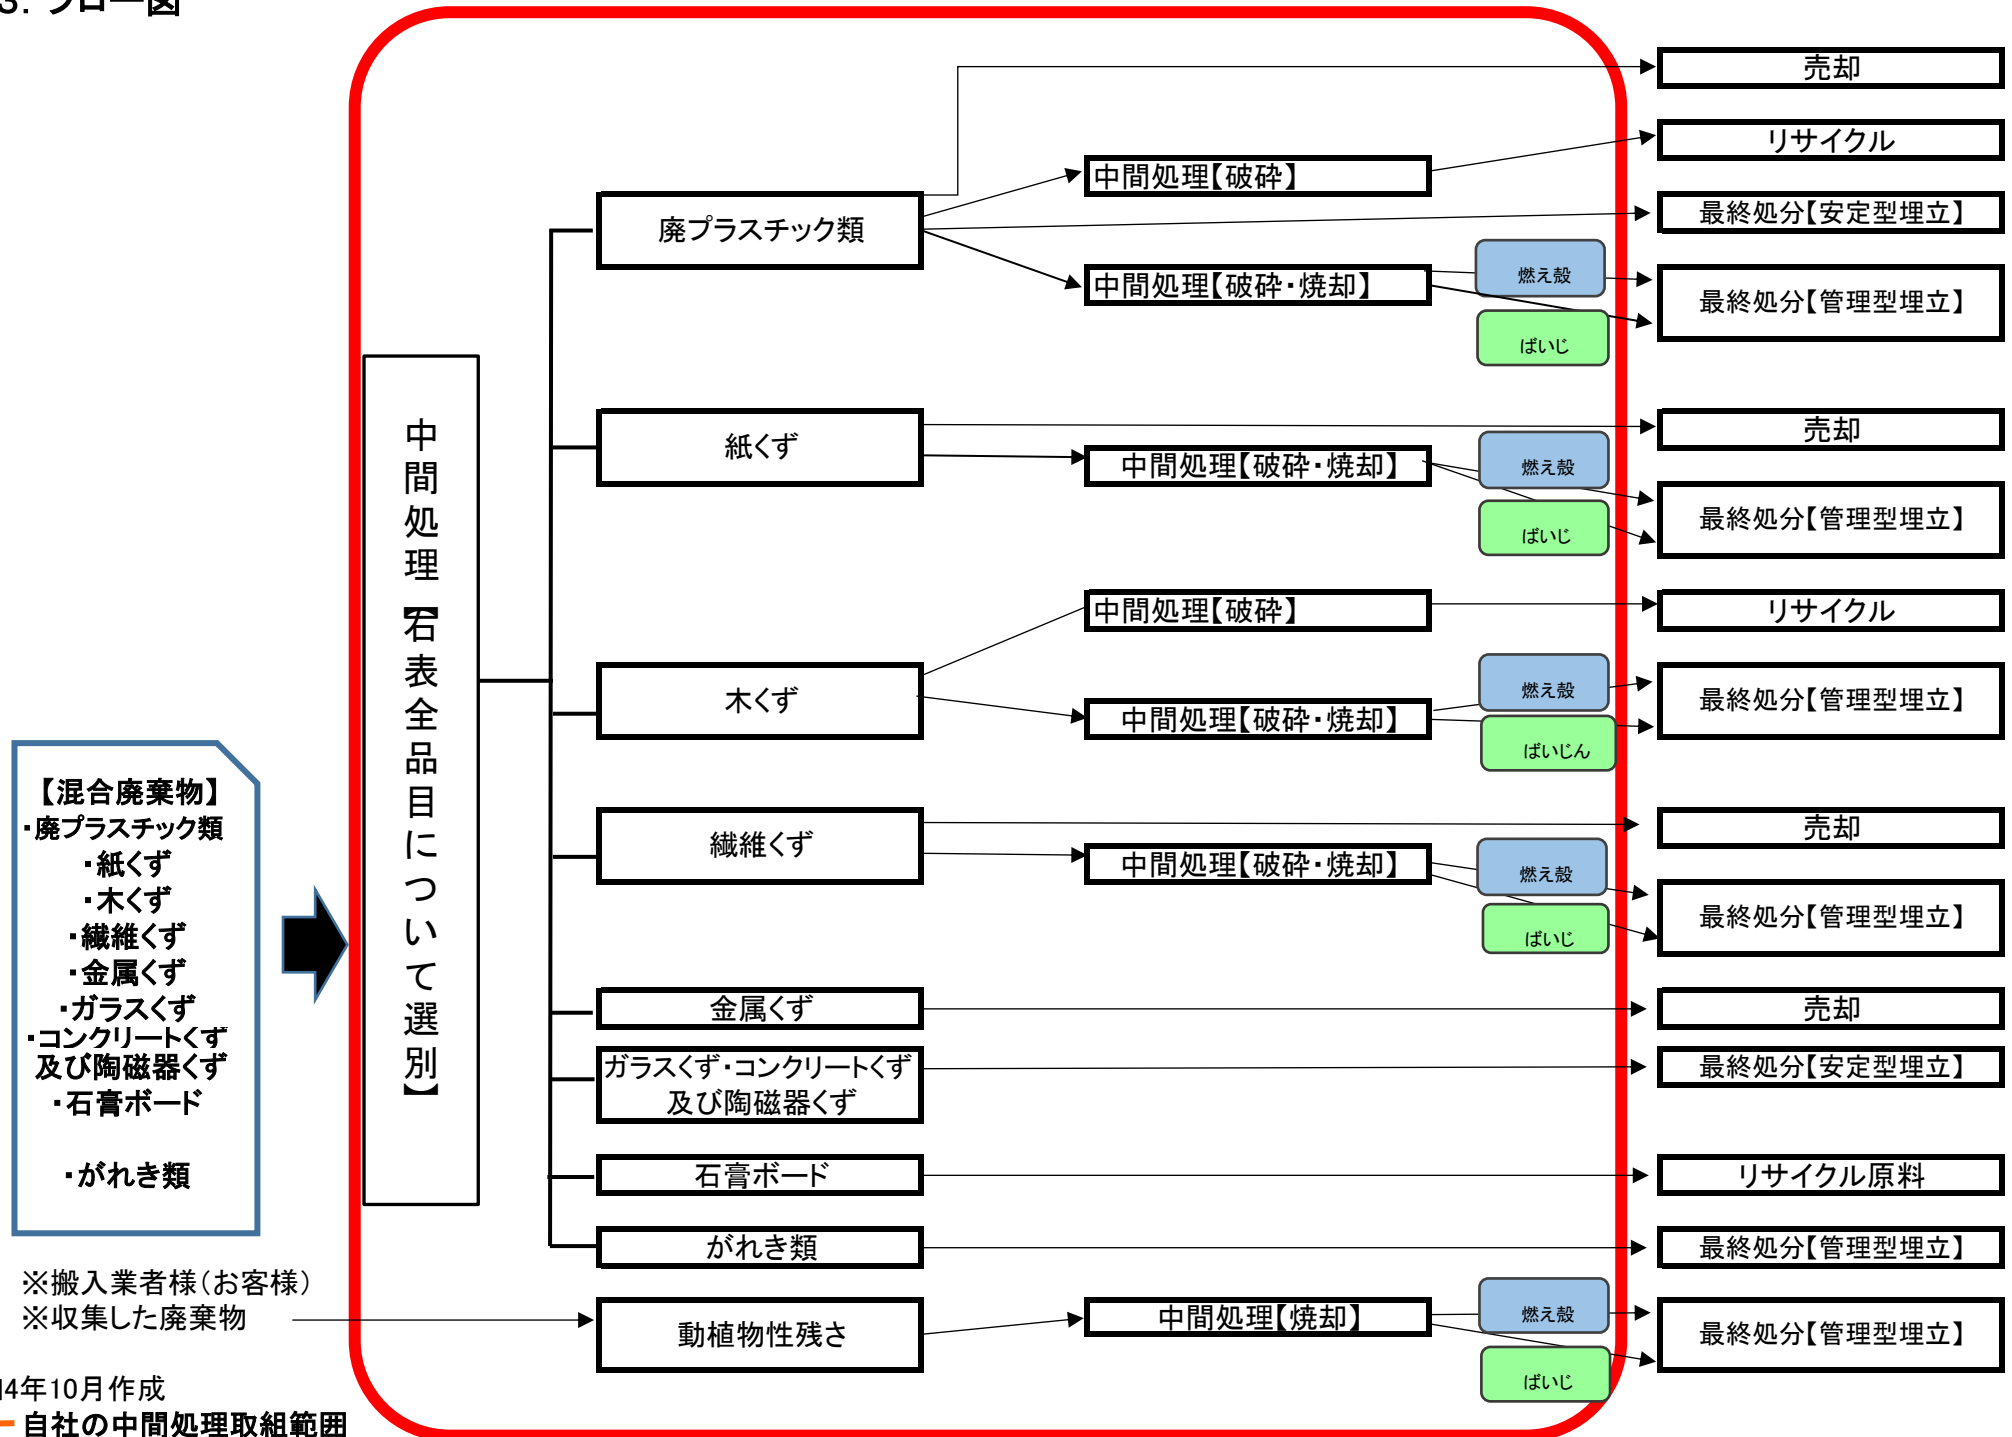 3. フロー図
売却
リサイクル
中間処理【破砕】
最終処分【安定型埋立】
廃プラスチック類
中間処理【破砕・焼却】
燃え殻
最終処分【管理型埋立】
ばいじ
売却
紙くず
中間処理【破砕・焼却】
燃え殻
最終処分【管理型埋立】
ばいじ
中間処理【破砕】
リサイクル
木くず
中間処理【破砕・焼却】
燃え殻
最終処分【管理型埋立】
ばいじん
繊維くず
売却
中間処理【破砕・焼却】
燃え殻
最終処分【管理型埋立】
ばいじ
金属くず
売却
ガラスくず・コンクリートくず
及び陶磁器くず
最終処分【安定型埋立】
石膏ボード
リサイクル原料
がれき類
最終処分【管理型埋立】
動植物性残さ
中間処理【焼却】
燃え殻
最終処分【管理型埋立】
ばいじ
中間処理【右表全品目について選別】
【混合廃棄物】
・廃プラスチック類
・紙くず
・木くず
・繊維くず
・金属くず
・ガラスくず
・コンクリートくず
及び陶磁器くず
・石膏ボード
・がれき類
※搬入業者様(お客様)
※収集した廃棄物
4年10月作成
自社の中間処理取組範囲